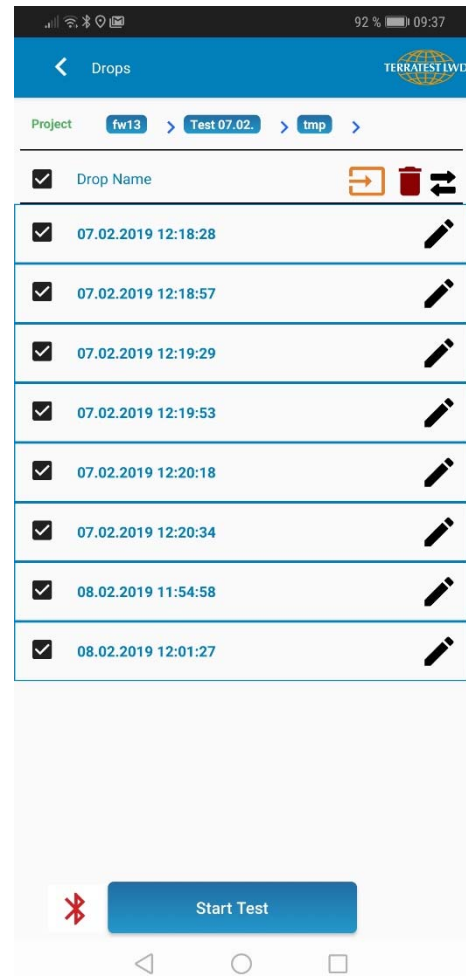 92 % 09:37
Drops
TERRATEST LWD
Project fw13 Test 07.02. tmp
Drop Name
07.02.2019 12:18:28
07.02.2019 12:18:57
07.02.2019 12:19:29
07.02.2019 12:19:53
07.02.2019 12:20:18
07.02.2019 12:20:34
08.02.2019 11:54:58
08.02.2019 12:01:27
Start Test